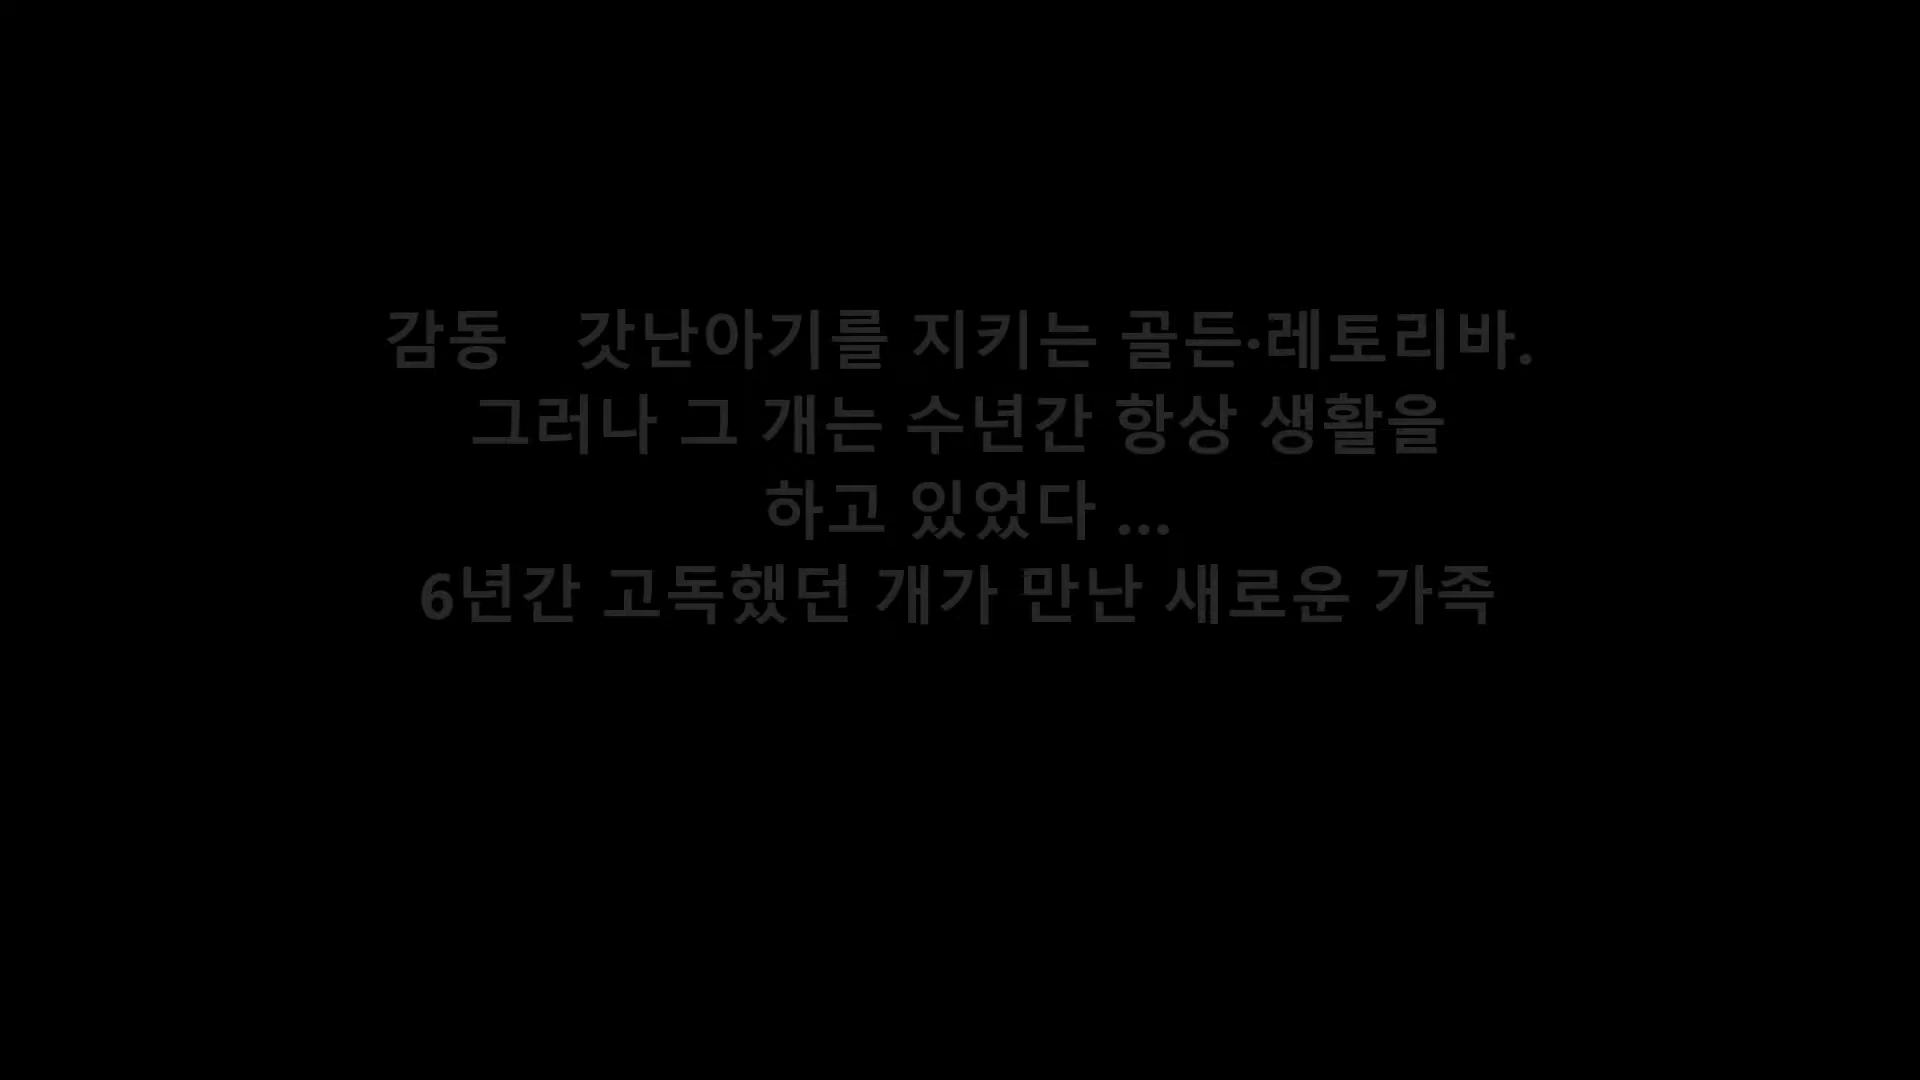 감동 갓난아기를 지키는 골든·레토리바.
그러나 그 개는 수년간 항상 생활을
하고 있었다 ...
6년간 고독했던 개가 만난 새로운 가족